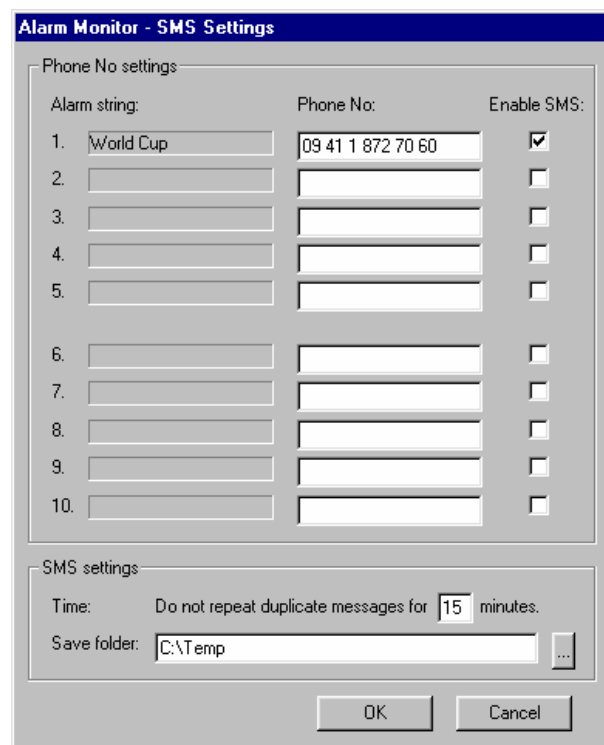 Alarm Monitor - SMS Settings
Phone No settings
Alarm string: Phone No: Enable SMS:
1. World Cup 09 41 1 872 70 60
2.
3.
4.
5.
6.
7.
8.
9.
10.
SMS settings
Time: Do not repeat duplicate messages for 15 minutes.
Save folder: C:\Temp ...
OK Cancel